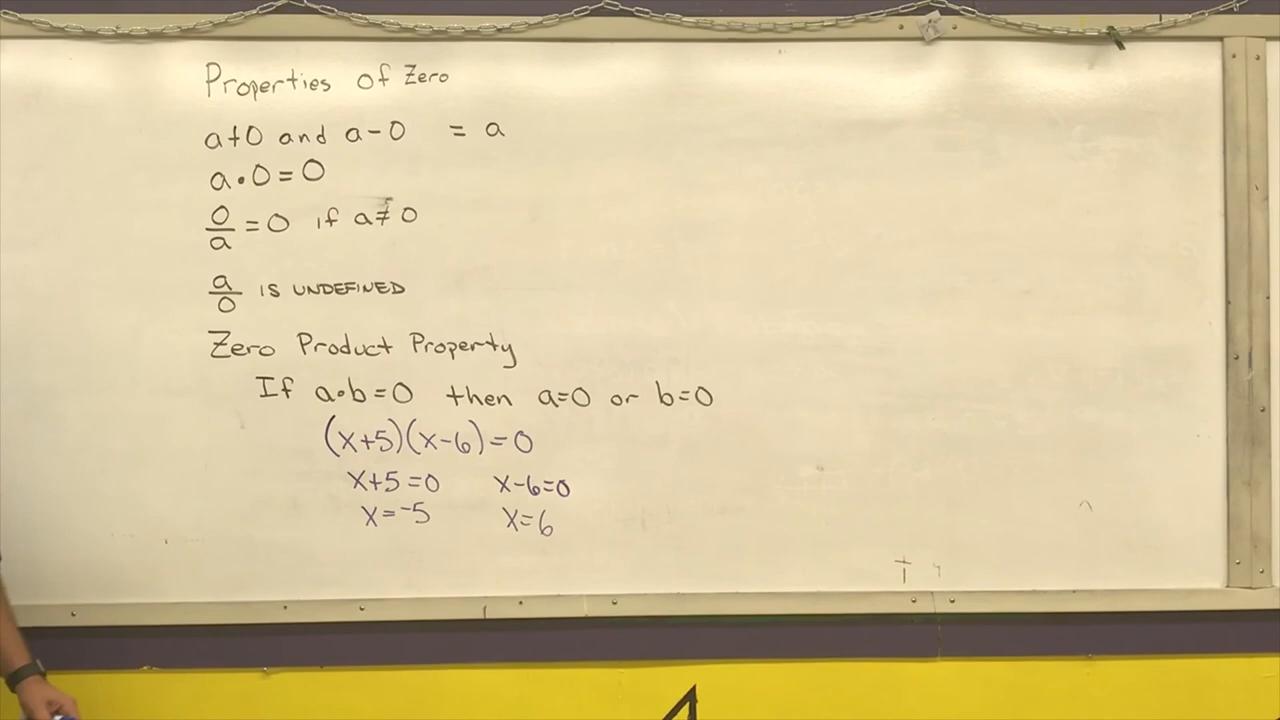 Properties of Zero
a+0 and a-0 = a
a•0=0
0/a=0 if a≠0
a/0 IS UNDEFINED
Zero Product Property
If a•b=0 then a=0 or b=0
(x+5)(x-6)=0
x+5=0 x-6=0
x=-5 x=6